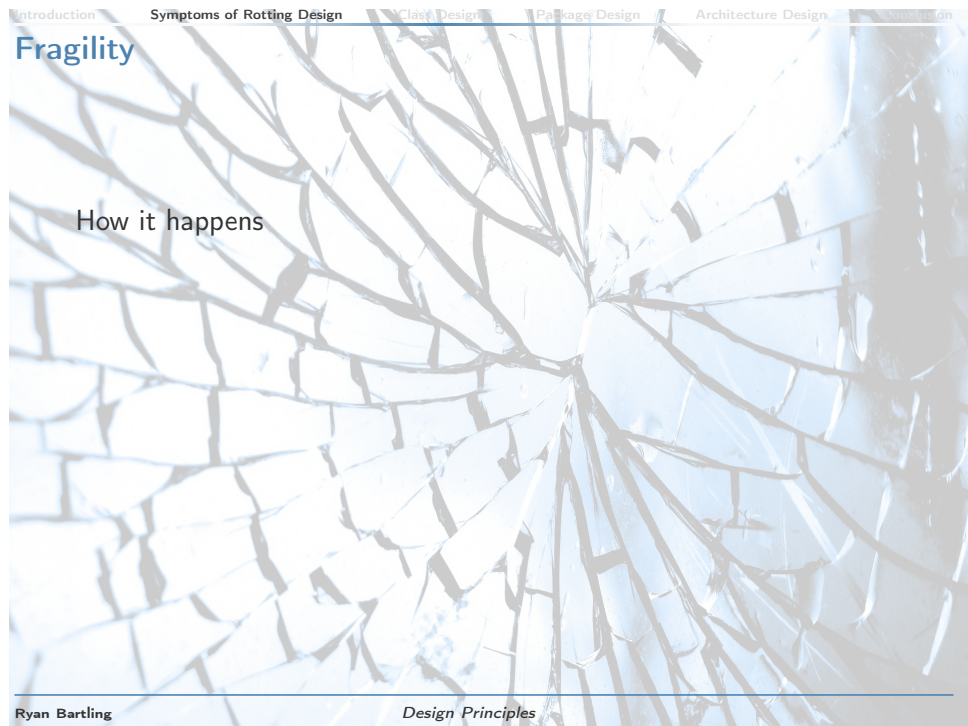 Introduction Symptoms of Rotting Design Class Design Package Design Architecture Design Conclusion
Fragility
How it happens
Ryan Bartling Design Principles